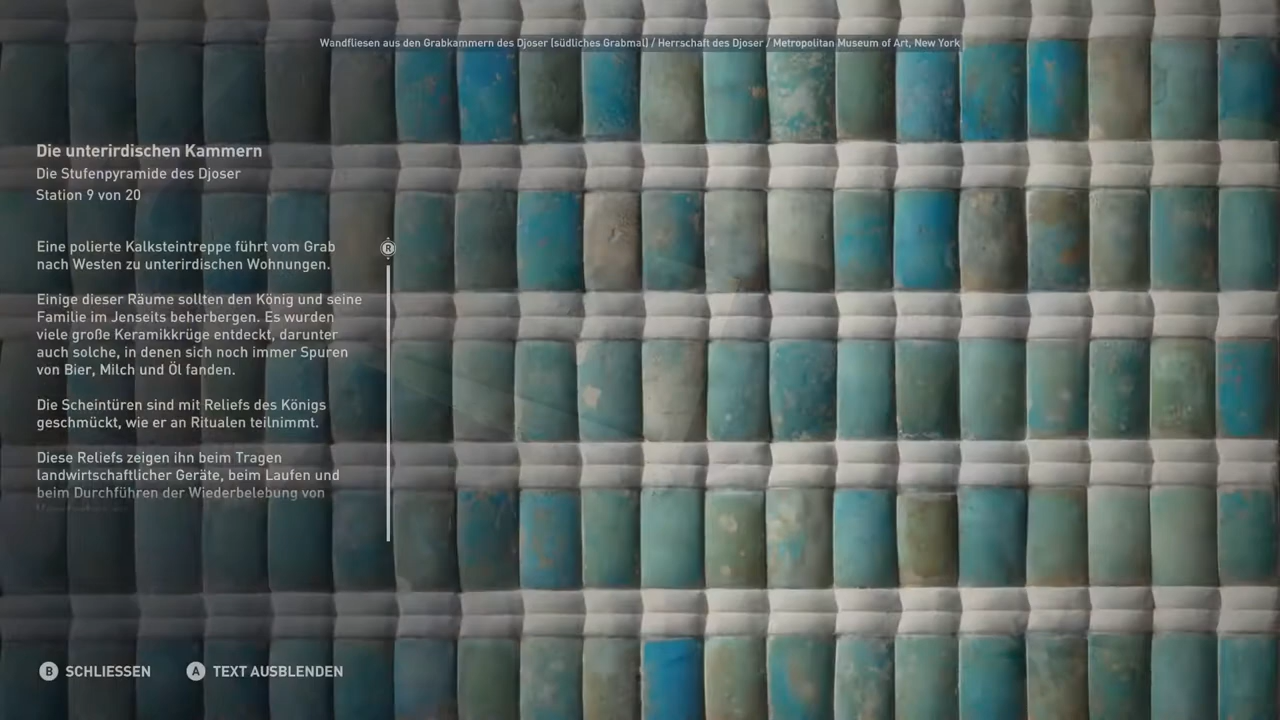 Wandfliesen aus den Grabkammern des Djoser (südliches Grabmal) / Herrschaft des Djoser / Metropolitan Museum of Art, New York
Die unterirdischen Kammern
Die Stufenpyramide des Djoser
Station 9 von 20
Eine polierte Kalksteintreppe führt vom Grab
nach Westen zu unterirdischen Wohnungen.
Einige dieser Räume sollten den König und seine
Familie im Jenseits beherbergen. Es wurden
viele große Keramikkrüge entdeckt, darunter
auch solche, in denen sich noch immer Spuren
von Bier, Milch und Öl fanden.
Die Scheintüren sind mit Reliefs des Königs
geschmückt, wie er an Ritualen teilnimmt.
Diese Reliefs zeigen ihn beim Tragen
landwirtschaftlicher Geräte, beim Laufen und
beim Durchführen der Wiederbelebung von
R
B SCHLIESSEN
A TEXT AUSBLENDEN